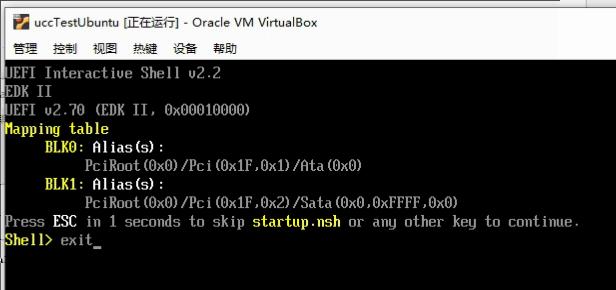 uccTestUbuntu [正在运行] - Oracle VM VirtualBox
管理 控制 视图 热键 设备 帮助
UEFI Interactive Shell v2.2
EDK II
UEFI v2.70 (EDK II, 0x00010000)
Mapping table
BLK0: Alias(s):
PciRoot(0x0)/Pci(0x1F,0x1)/Ata(0x0)
BLK1: Alias(s):
PciRoot(0x0)/Pci(0x1F,0x2)/Sata(0x0,0xFFFF,0x0)
Press ESC in 1 seconds to skip startup.nsh or any other key to continue.
Shell> exit_